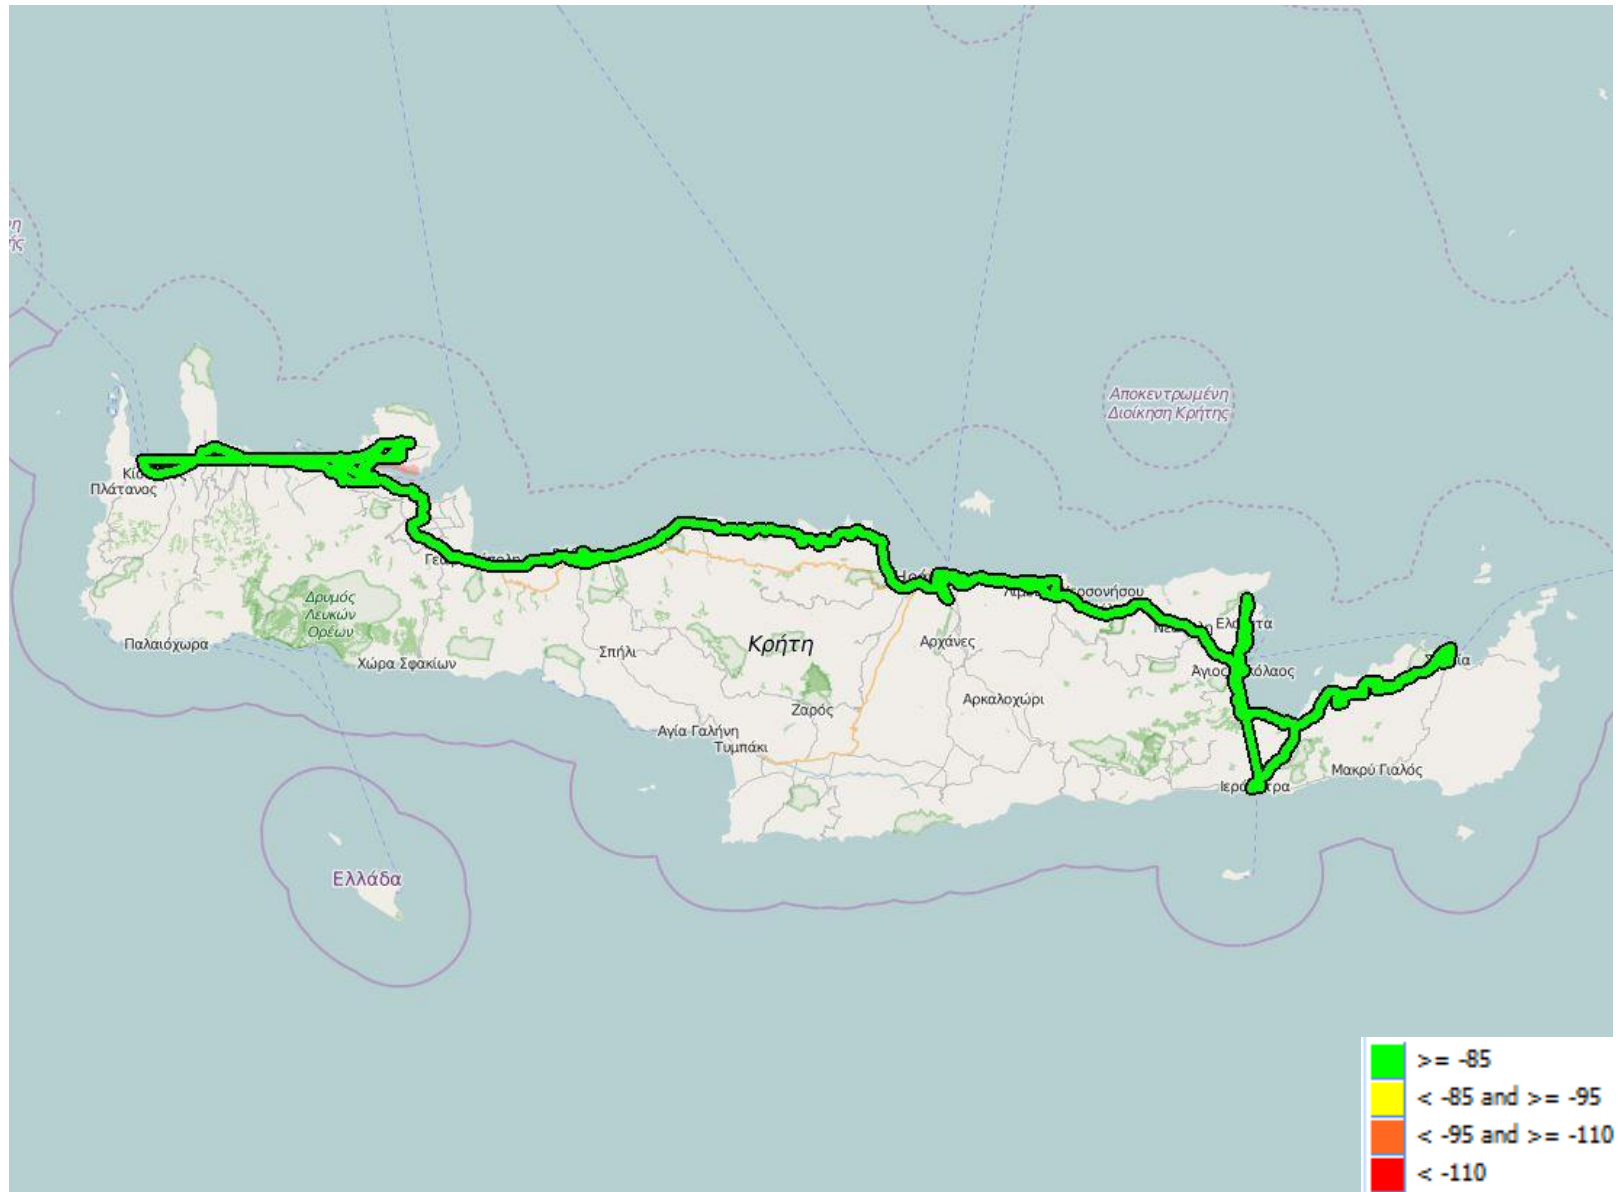 Αποκεντρωμένη
Διοίκηση Κρήτης
Πλάτανος
Δρυμός
Λευκών
Ορέων
Παλαιόχωρα
Χώρα Σφακίων
Σπήλι
Κρήτη
Αρχάνες
Ζαρός
Αρκαλοχώρι
Αγία Γαλήνη
Τυμπάκι
Μακρύ Γιαλός
Ελλάδα
>= -85
< -85 and >= -95
< -95 and >= -110
< -110